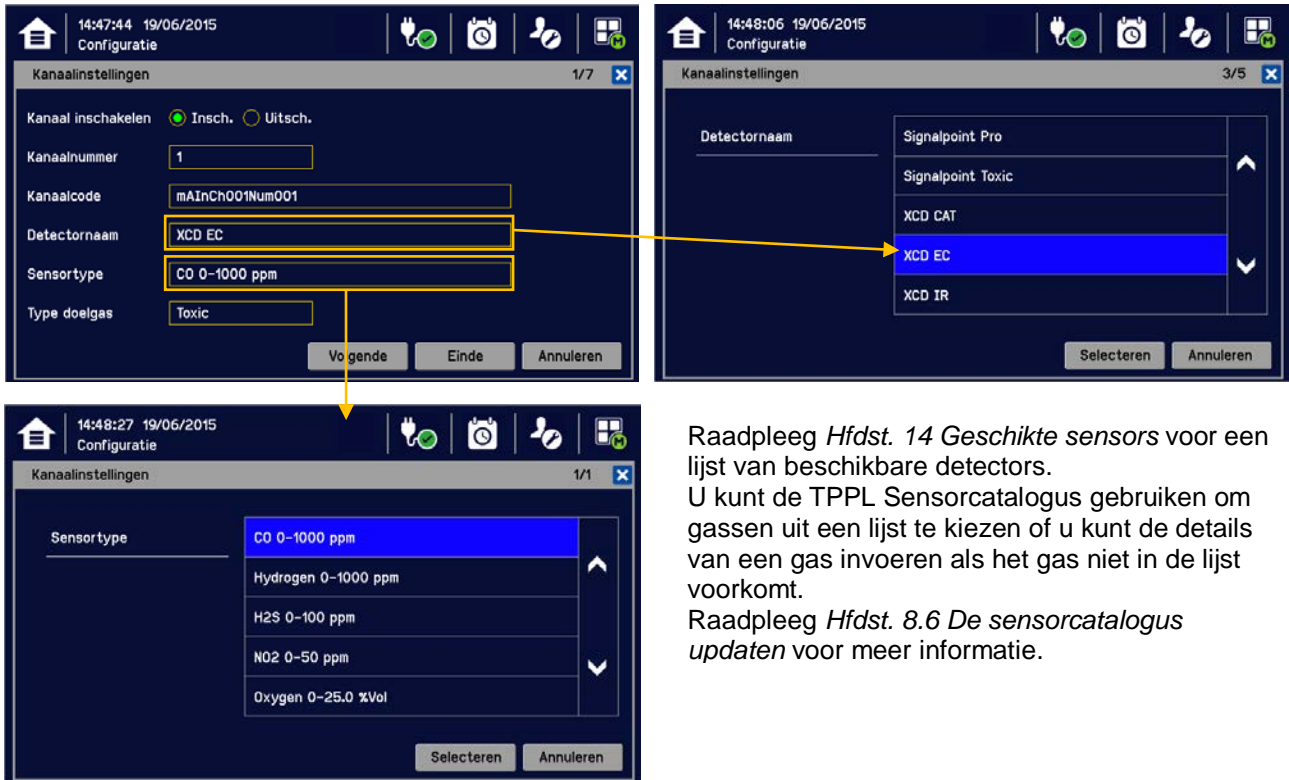 14:47:44 19/06/2015
Configuratie
Kanaalinstellingen 1/7
Kanaal inschakelen Insch. Uitsch.
Kanaalnummer 1
Kanaalcode mAInCh001Num001
Detectornaam XCD EC
Sensortype CO 0-1000 ppm
Type doelgas Toxic
Volgende Einde Annuleren
14:48:06 19/06/2015
Configuratie
Kanaalinstellingen 3/5
Detectornaam
Signalpoint Pro
Signalpoint Toxic
XCD CAT
XCD EC
XCD IR
Selecteren Annuleren
14:48:27 19/06/2015
Configuratie
Kanaalinstellingen 1/1
Sensortype
CO 0-1000 ppm
Hydrogen 0-1000 ppm
H2S 0-100 ppm
NO2 0-50 ppm
Oxygen 0-25.0 %Vol
Selecteren Annuleren
Raadpleeg Hfdst. 14 Geschikte sensors voor een
lijst van beschikbare detectors.
U kunt de TPPL Sensorcatalogus gebruiken om
gassen uit een lijst te kiezen of u kunt de details
van een gas invoeren als het gas niet in de lijst
voorkomt.
Raadpleeg Hfdst. 8.6 De sensorcatalogus
updaten voor meer informatie.